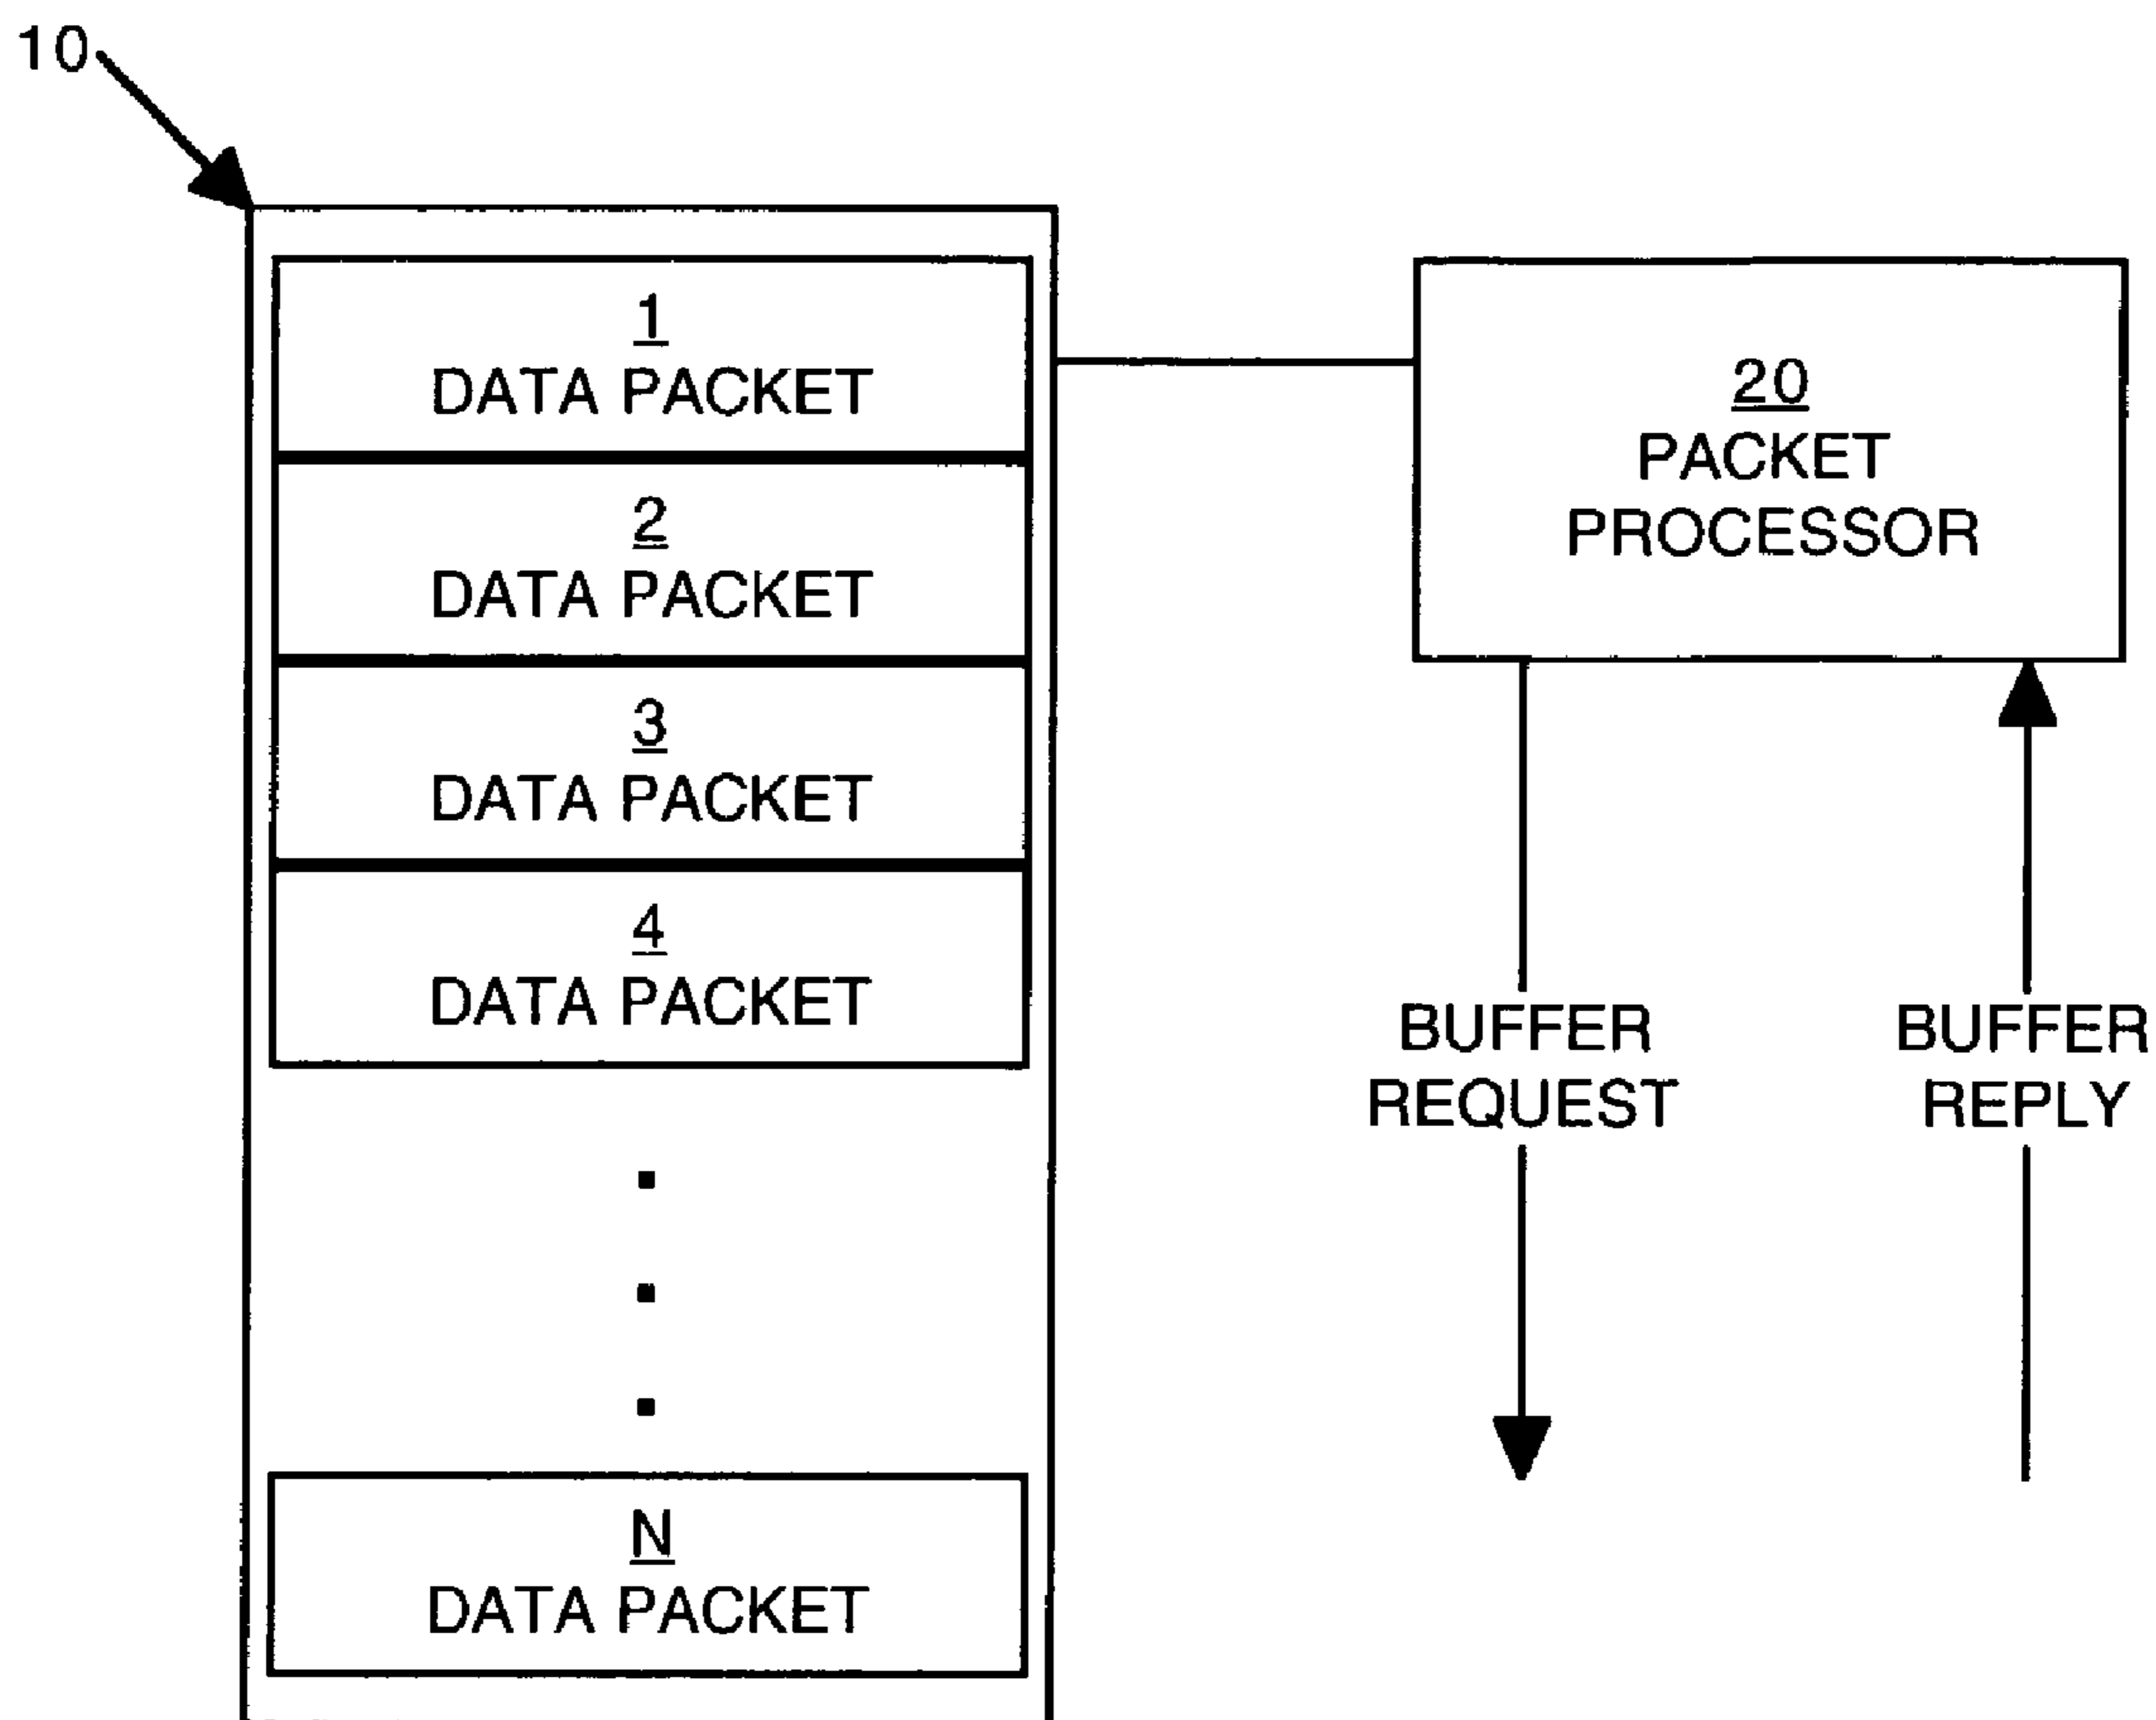 10
1
DATA PACKET
2
DATA PACKET
3
DATA PACKET
4
DATA PACKET
N
DATA PACKET
20
PACKET
PROCESSOR
BUFFER
REQUEST
BUFFER
REPLY